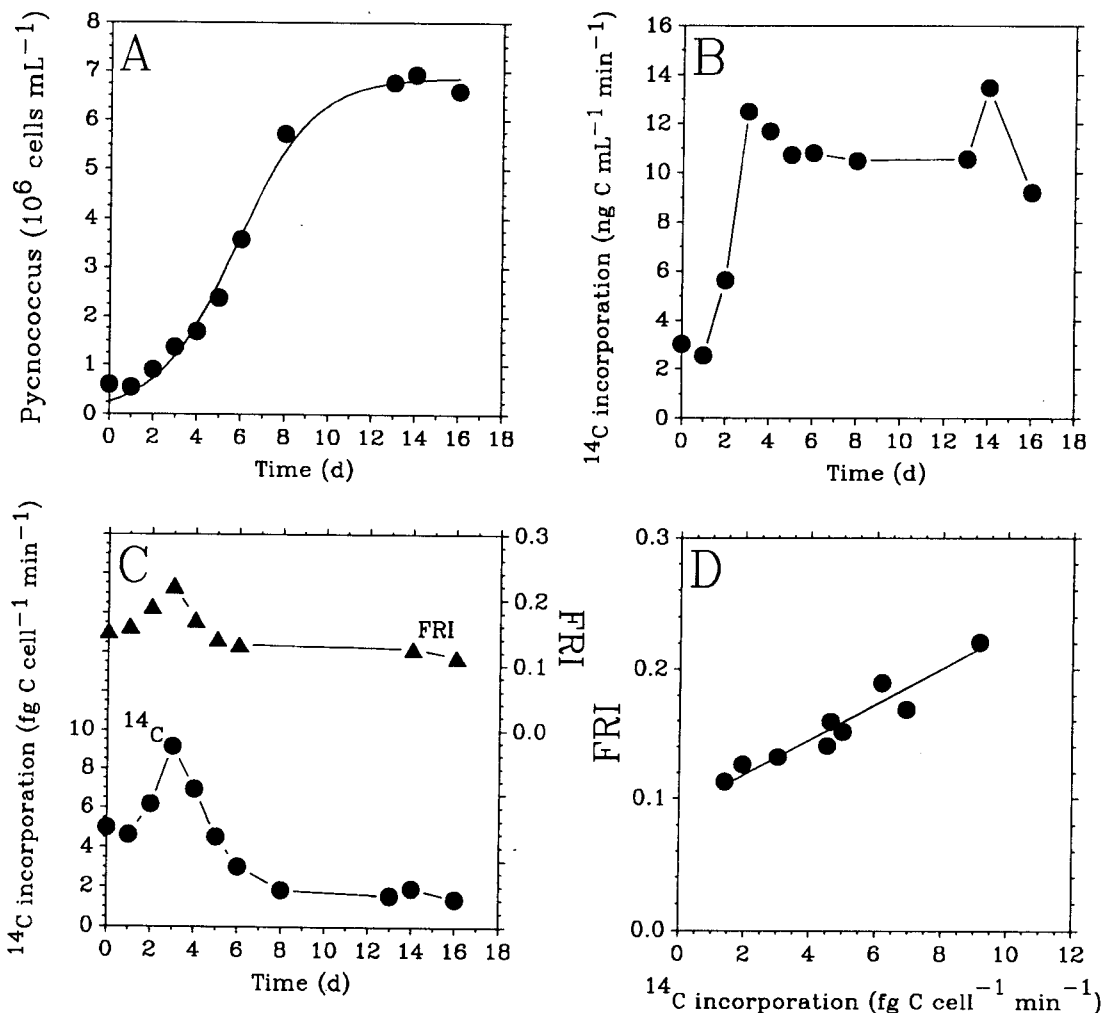 A
Pycnococcus (10⁶ cells mL⁻¹)
8
7
6
5
4
3
2
1
0
0 2 4 6 8 10 12 14 16 18
Time (d)
B
¹⁴C incorporation (ng C mL⁻¹ min⁻¹)
16
14
12
10
8
6
4
2
0
0 2 4 6 8 10 12 14 16 18
Time (d)
C
¹⁴C incorporation (fg C cell⁻¹ min⁻¹)
10
8
6
4
2
0
0.3
0.2
0.1
0.0
FRI
FRI
¹⁴C
0 2 4 6 8 10 12 14 16 18
Time (d)
D
FRI
0.3
0.2
0.1
0.0
0 2 4 6 8 10 12
¹⁴C incorporation (fg C cell⁻¹ min⁻¹)